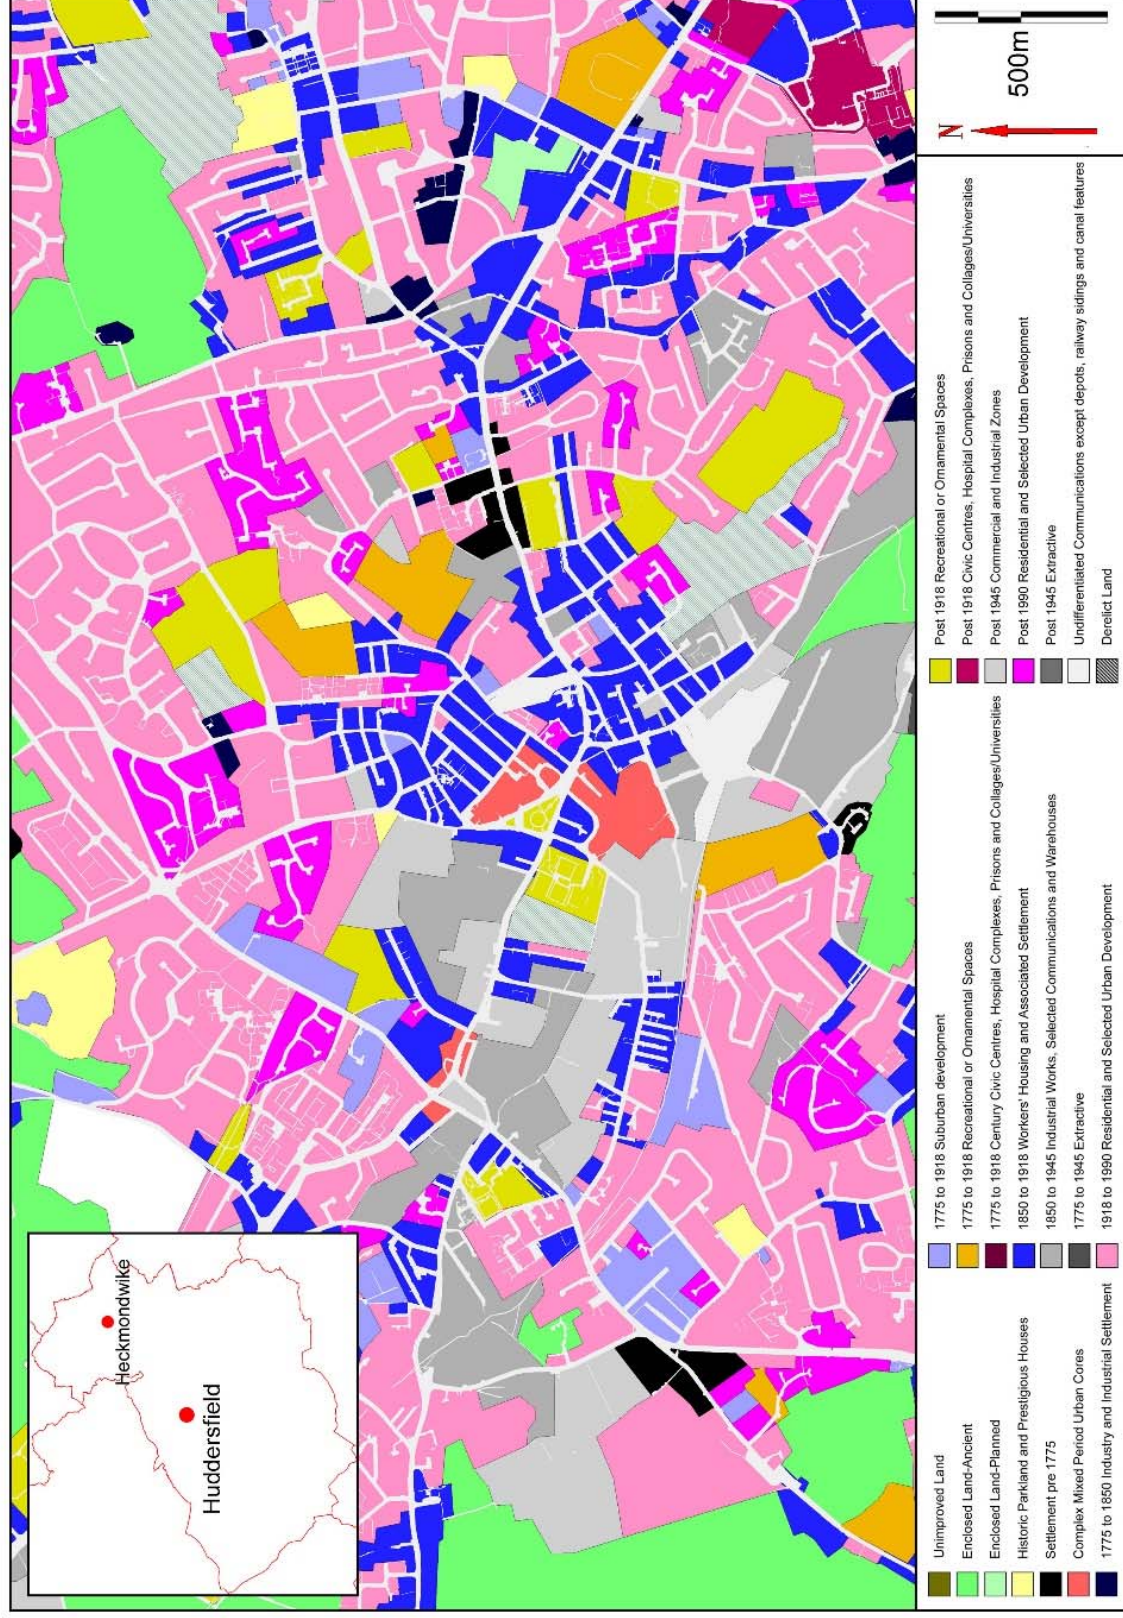 Heckmondwike
Huddersfield
Unimproved Land
Enclosed Land-Ancient
Enclosed Land-Planned
Historic Parkland and Prestigious Houses
Settlement pre 1775
Complex Mixed Period Urban Cores
1775 to 1850 Industry and Industrial Settlement
1775 to 1918 Suburban development
1775 to 1918 Recreational or Ornamental Spaces
1775 to 1918 Century Civic Centres, Hospital Complexes, Prisons and Collages/Universities
1850 to 1918 Workers' Housing and Associated Settlement
1850 to 1945 Industrial Works, Selected Communications and Warehouses
1775 to 1945 Extractive
1918 to 1990 Residential and Selected Urban Development
Post 1918 Recreational or Ornamental Spaces
Post 1918 Civic Centres, Hospital Complexes, Prisons and Collages/Universities
Post 1945 Commercial and Industrial Zones
Post 1990 Residential and Selected Urban Development
Post 1945 Extractive
Undifferentiated Communications except depots, railway sidings and canal features
Derelict Land
N
500m